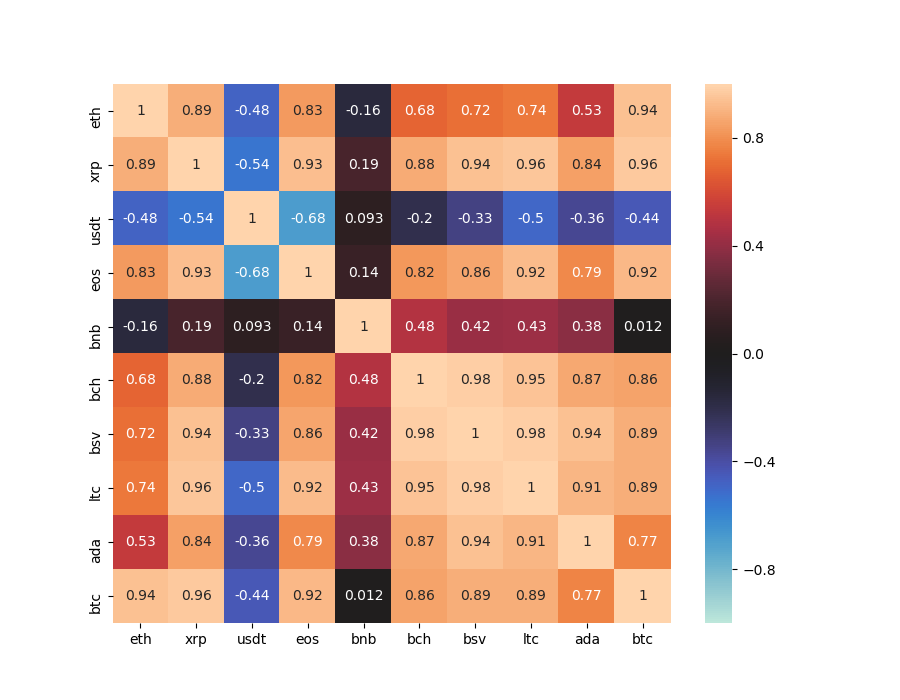 eth 1 0.89 -0.48 0.83 -0.16 0.68 0.72 0.74 0.53 0.94
xrp 0.89 1 -0.54 0.93 0.19 0.88 0.94 0.96 0.84 0.96
usdt -0.48 -0.54 1 -0.68 0.093 -0.2 -0.33 -0.5 -0.36 -0.44
eos 0.83 0.93 -0.68 1 0.14 0.82 0.86 0.92 0.79 0.92
bnb -0.16 0.19 0.093 0.14 1 0.48 0.42 0.43 0.38 0.012
bch 0.68 0.88 -0.2 0.82 0.48 1 0.98 0.95 0.87 0.86
bsv 0.72 0.94 -0.33 0.86 0.42 0.98 1 0.98 0.94 0.89
ltc 0.74 0.96 -0.5 0.92 0.43 0.95 0.98 1 0.91 0.89
ada 0.53 0.84 -0.36 0.79 0.38 0.87 0.94 0.91 1 0.77
btc 0.94 0.96 -0.44 0.92 0.012 0.86 0.89 0.89 0.77 1
eth xrp usdt eos bnb bch bsv ltc ada btc
0.8
0.4
0.0
−0.4
−0.8